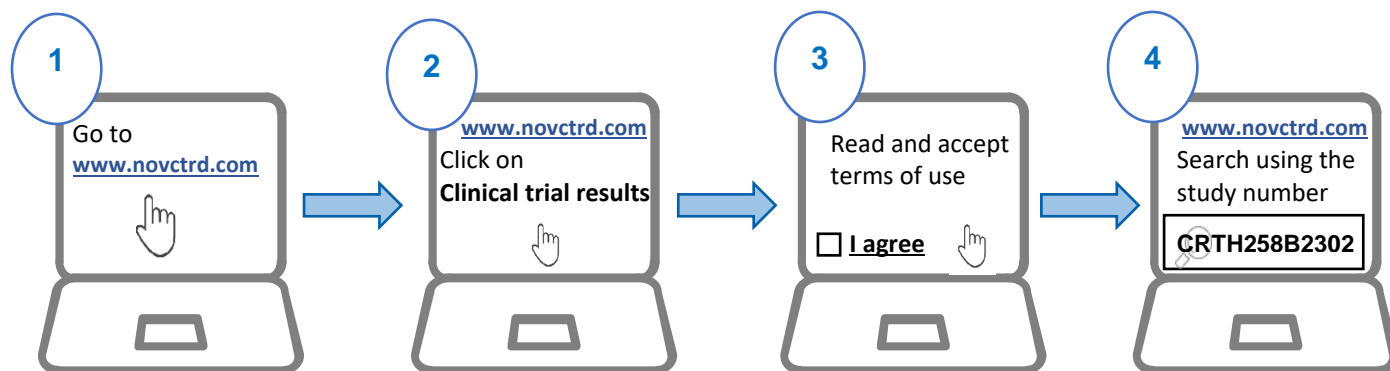 1
Go to
www.novctrd.com
2
www.novctrd.com
Click on
Clinical trial results
3
Read and accept
terms of use
I agree
4
www.novctrd.com
Search using the
study number
CRTH258B2302